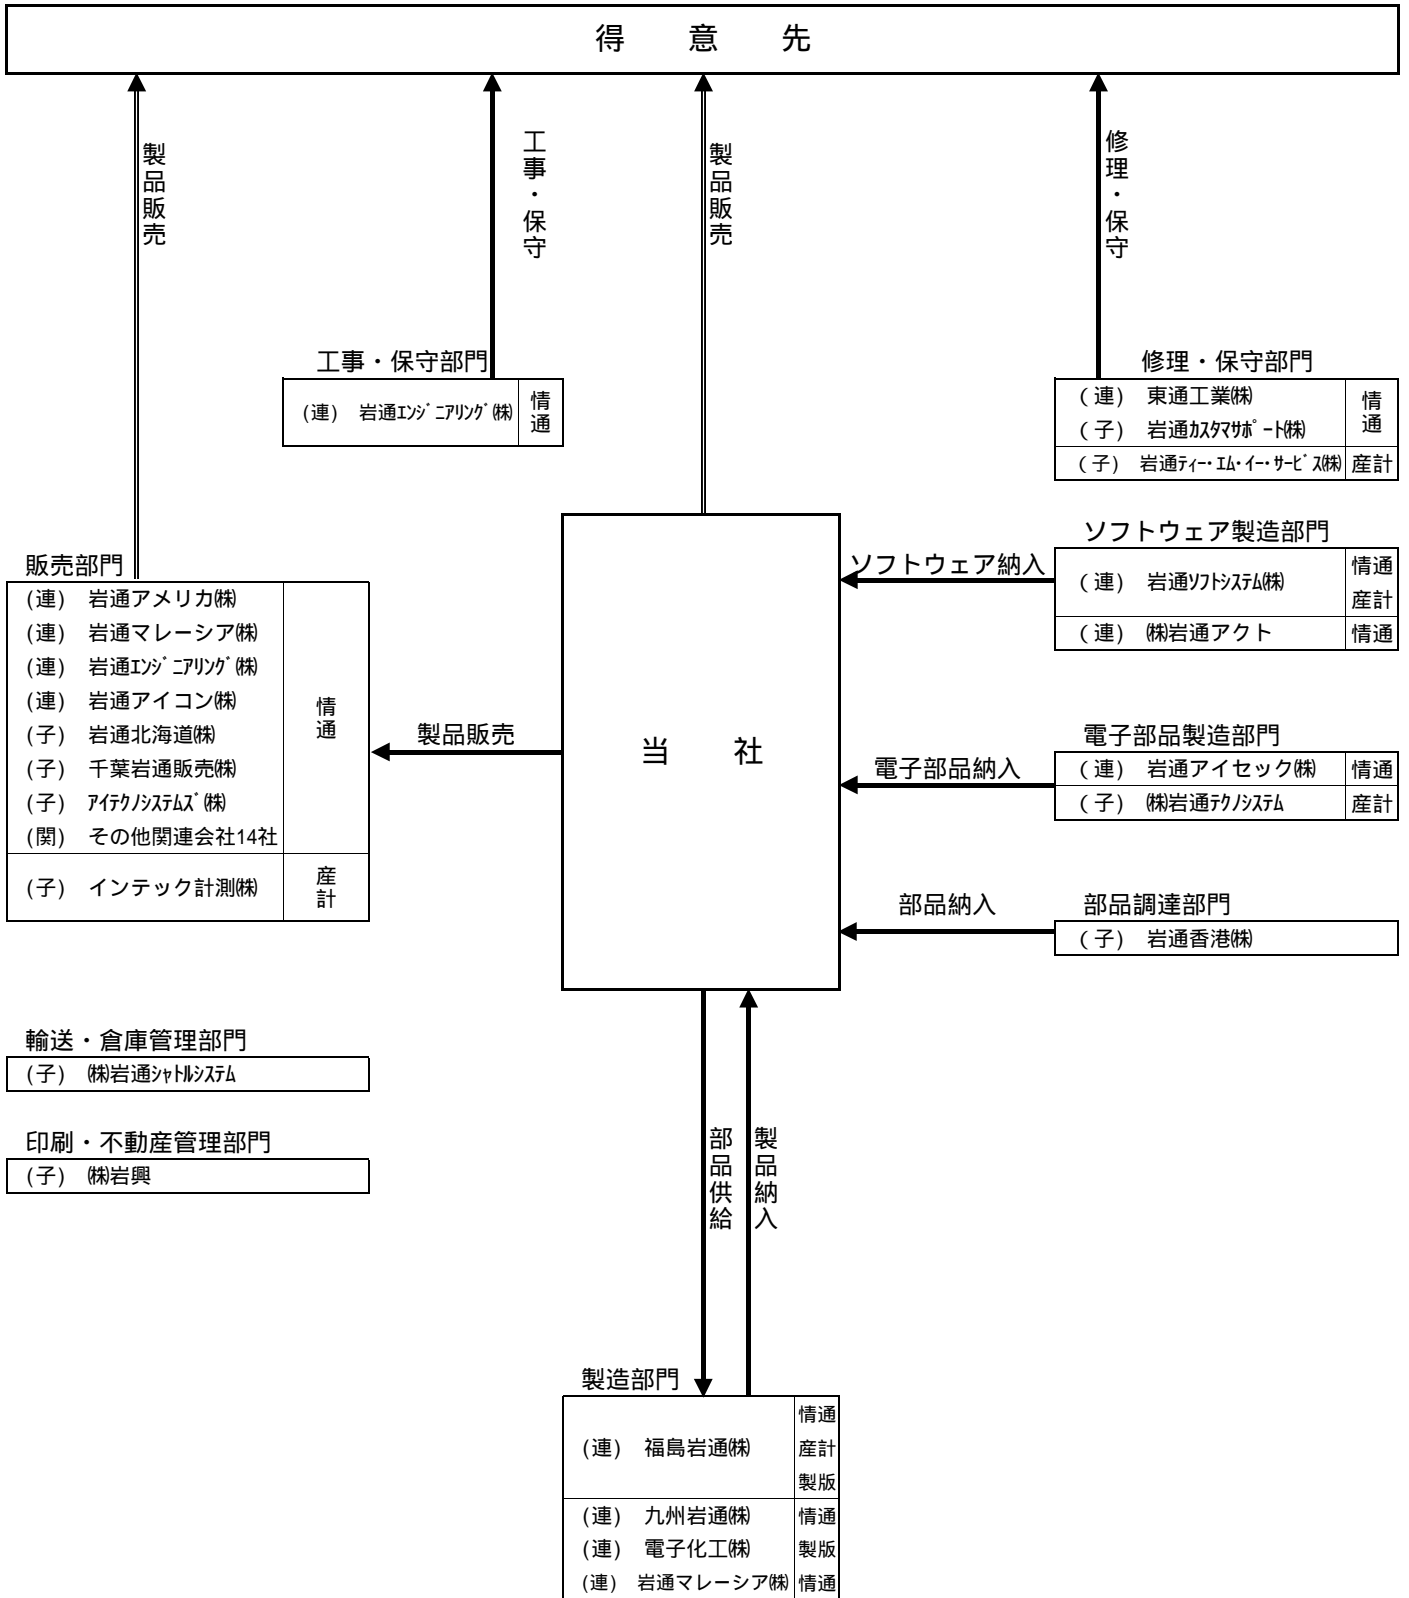 得意先
製品販売
工事・保守
製品販売
修理・保守
工事・保守部門
(連) 岩通ｴﾝｼﾞﾆｱﾘﾝｸﾞ㈱ 情通
修理・保守部門
(連) 東通工業㈱ 情通
(子) 岩通ｶｽﾀﾏｻﾎﾟｰﾄ㈱
(子) 岩通ﾃｨｰ・ｴﾑ・ｲｰ・ｻｰﾋﾞｽ㈱ 産計
ソフトウェア製造部門
ソフトウェア納入
(連) 岩通ｿﾌﾄｼｽﾃﾑ㈱ 情通 産計
(連) ㈱岩通アクト 情通
販売部門
(連) 岩通アメリカ㈱ 情通
(連) 岩通マレーシア㈱
(連) 岩通ｴﾝｼﾞﾆｱﾘﾝｸﾞ㈱
(連) 岩通アイコン㈱
(子) 岩通北海道㈱
(子) 千葉岩通販売㈱
(子) ｱｲﾃｸﾉｼｽﾃﾑｽﾞ㈱
(関) その他関連会社14社
(子) インテック計測㈱ 産計
製品販売
当社
電子部品製造部門
電子部品納入
(連) 岩通アイセック㈱ 情通
(子) ㈱岩通ﾃｸﾉｼｽﾃﾑ 産計
部品納入
部品調達部門
(子) 岩通香港㈱
輸送・倉庫管理部門
(子) ㈱岩通ｼｬﾄﾙｼｽﾃﾑ
印刷・不動産管理部門
(子) ㈱岩興
部品供給
製品納入
製造部門
(連) 福島岩通㈱ 情通 産計 製版
(連) 九州岩通㈱ 情通
(連) 電子化工㈱ 製版
(連) 岩通マレーシア㈱ 情通